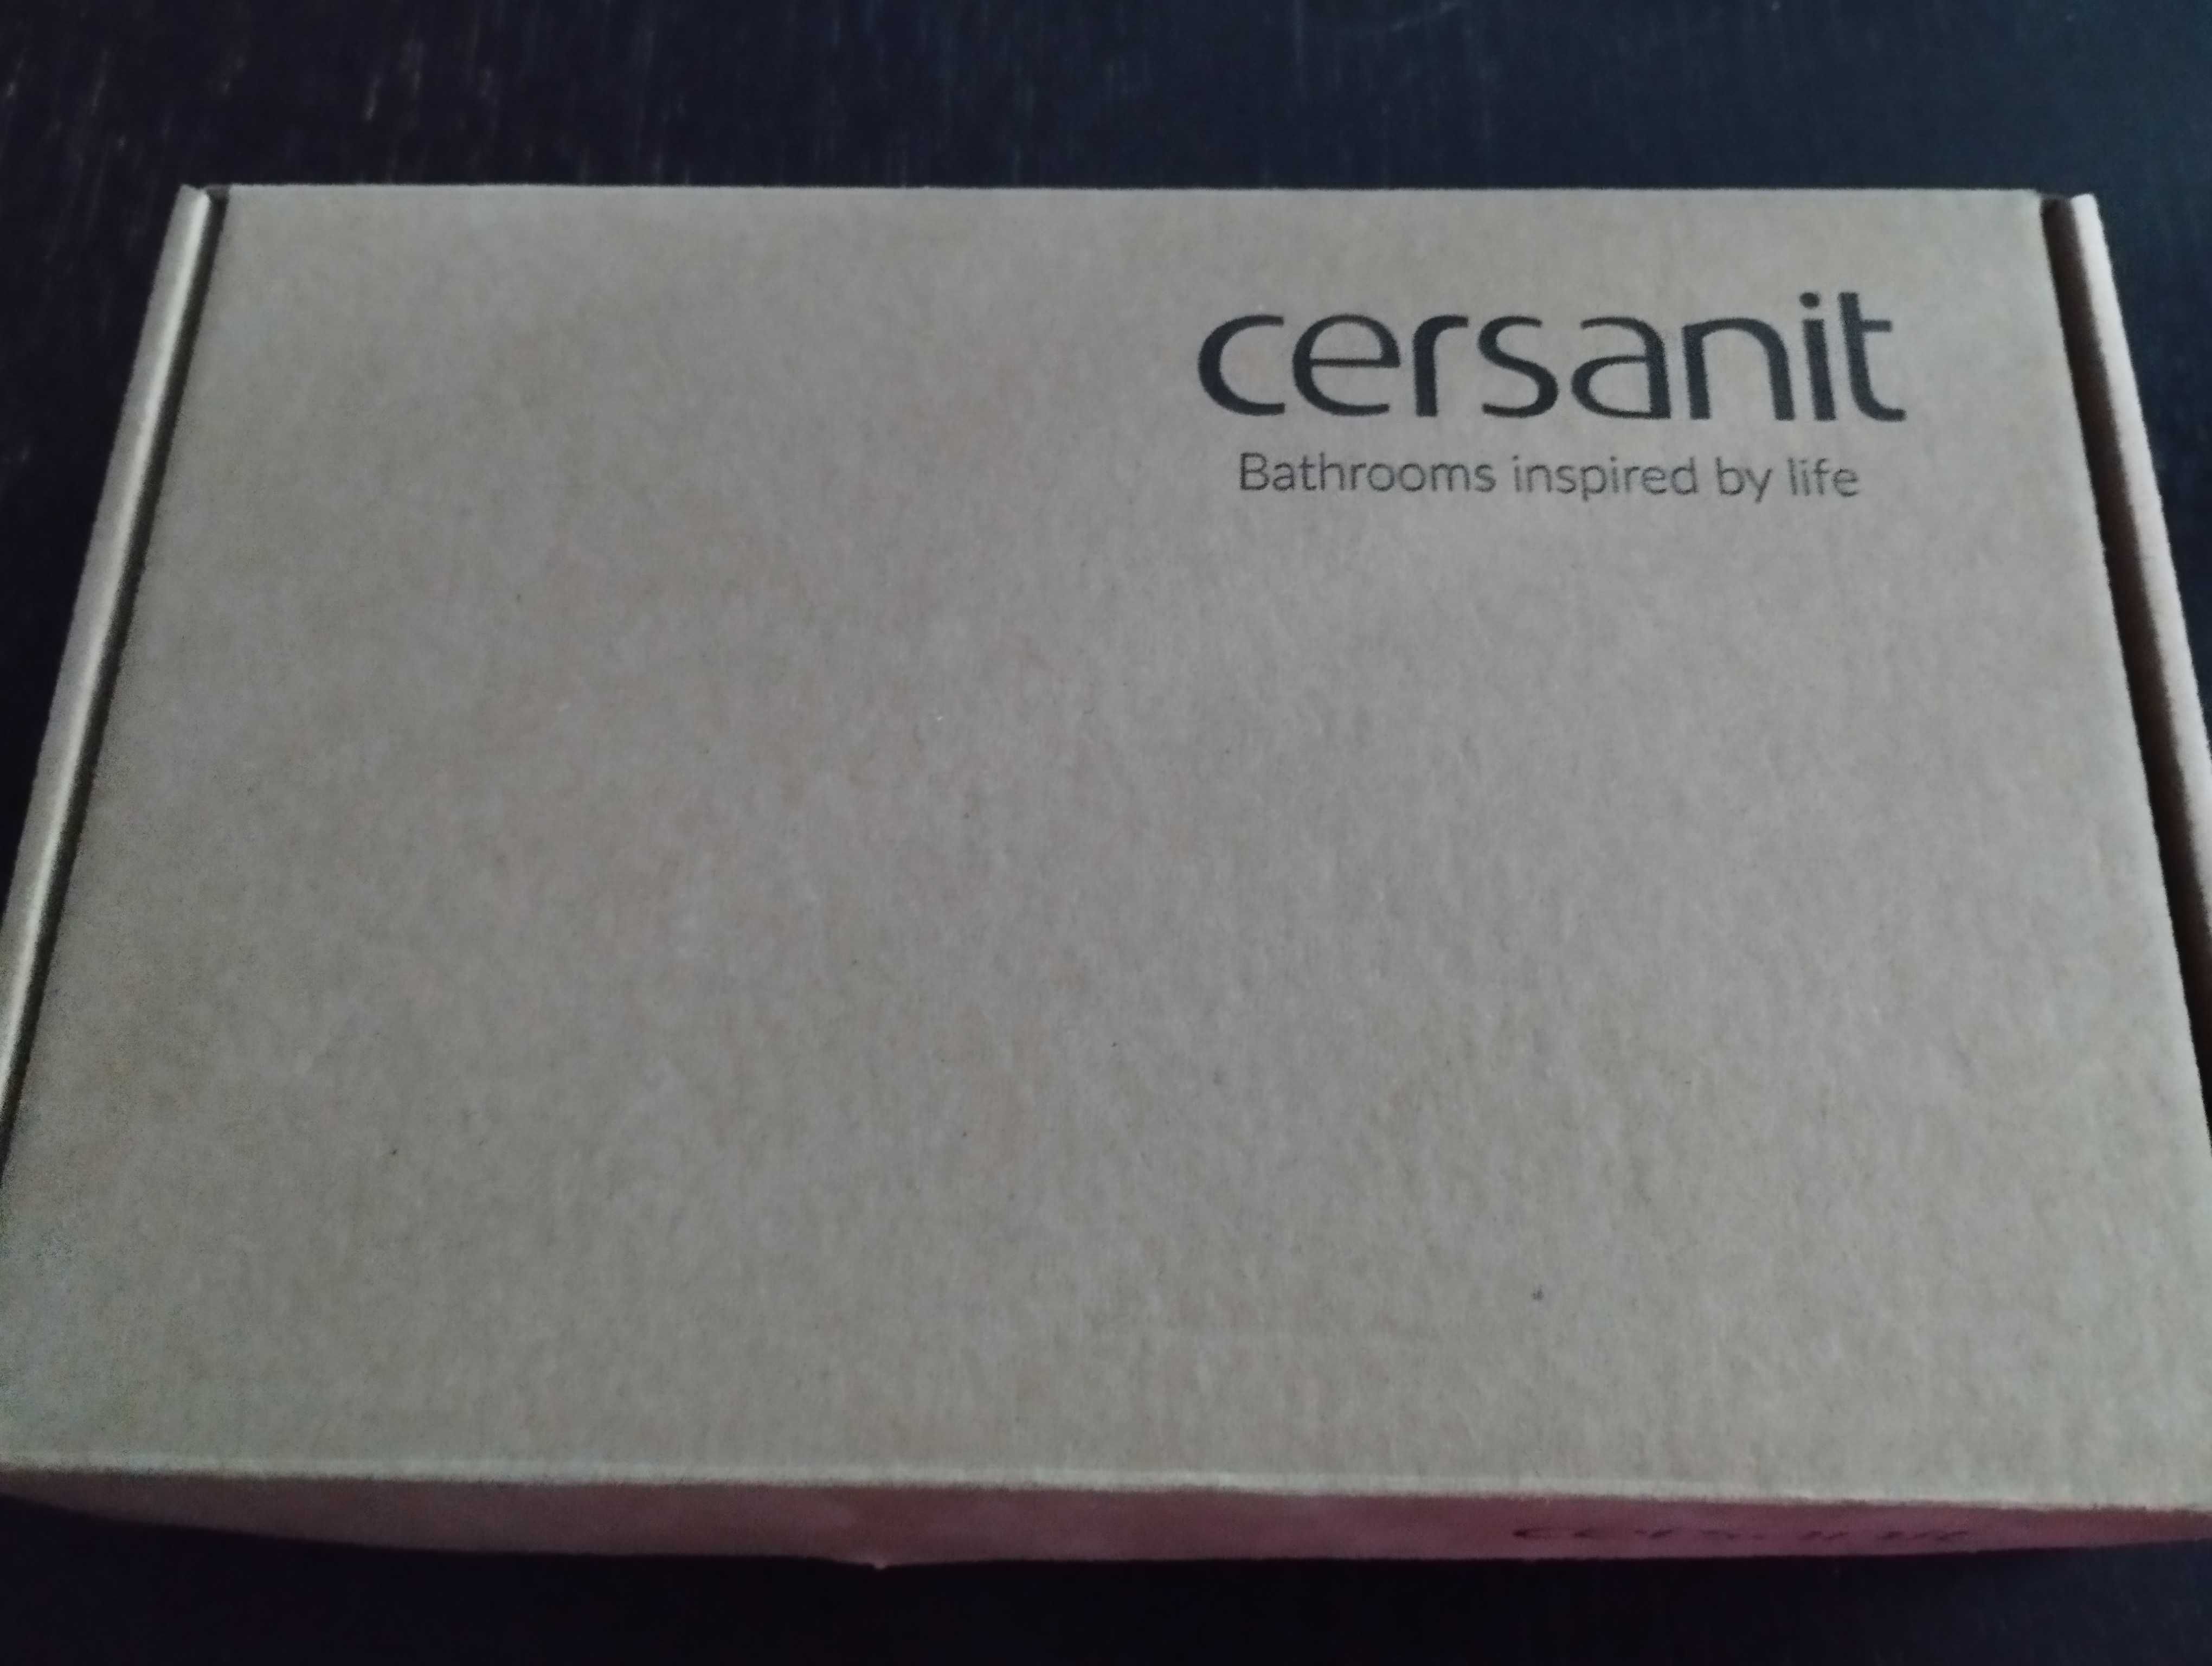 cersanit
Bathrooms inspired by life